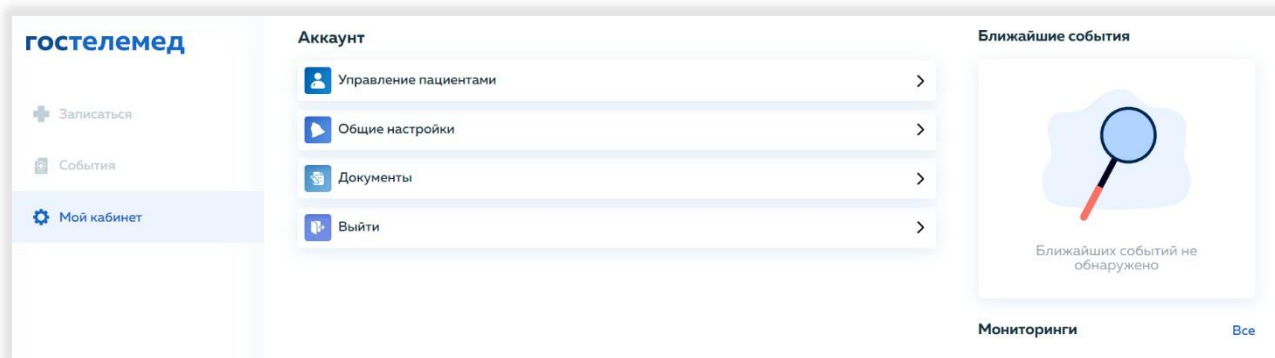 гостелемед
Записаться
События
Мой кабинет
Аккаунт
Управление пациентами
Общие настройки
Документы
Выйти
Ближайшие события
Ближайших событий не
обнаружено
Мониторинги
Все